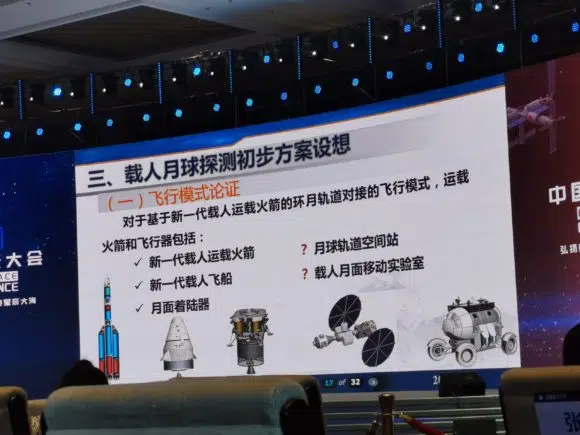 三、载人月球探测初步方案设想
（一）飞行模式论证
对于基于新一代载人运载火箭的环月轨道对接的飞行模式，运载
火箭和飞行器包括：
✓ 新一代载人运载火箭
✓ 新一代载人飞船
✓ 月面着陆器
? 月球轨道空间站
? 载人月面移动实验室
17 of 32
大会
ACE
ENCE
中国
弘扬